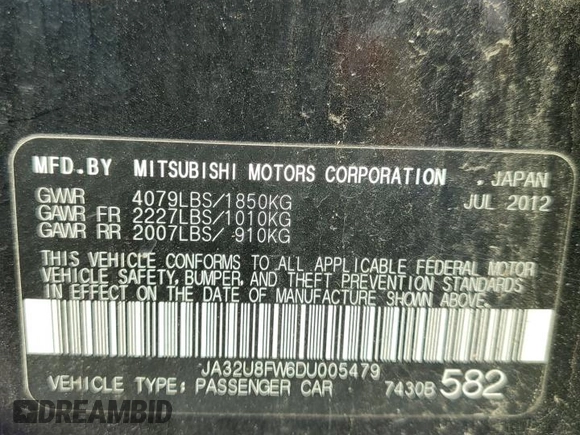 MFD.BY MITSUBISHI MOTORS CORPORATION . JAPAN
GVWR 4079LBS/1850KG JUL 2012
GAWR FR 2227LBS/1010KG
GAWR RR 2007LBS/ 910KG
THIS VEHICLE CONFORMS TO ALL APPLICABLE FEDERAL MOTOR
VEHICLE SAFETY, BUMPER, AND THEFT PREVENTION STANDARDS
IN EFFECT ON THE DATE OF MANUFACTURE SHOWN ABOVE.
JA32U8FW6DU005479
VEHICLE TYPE: PASSENGER CAR 7430B 582
DREAMBID